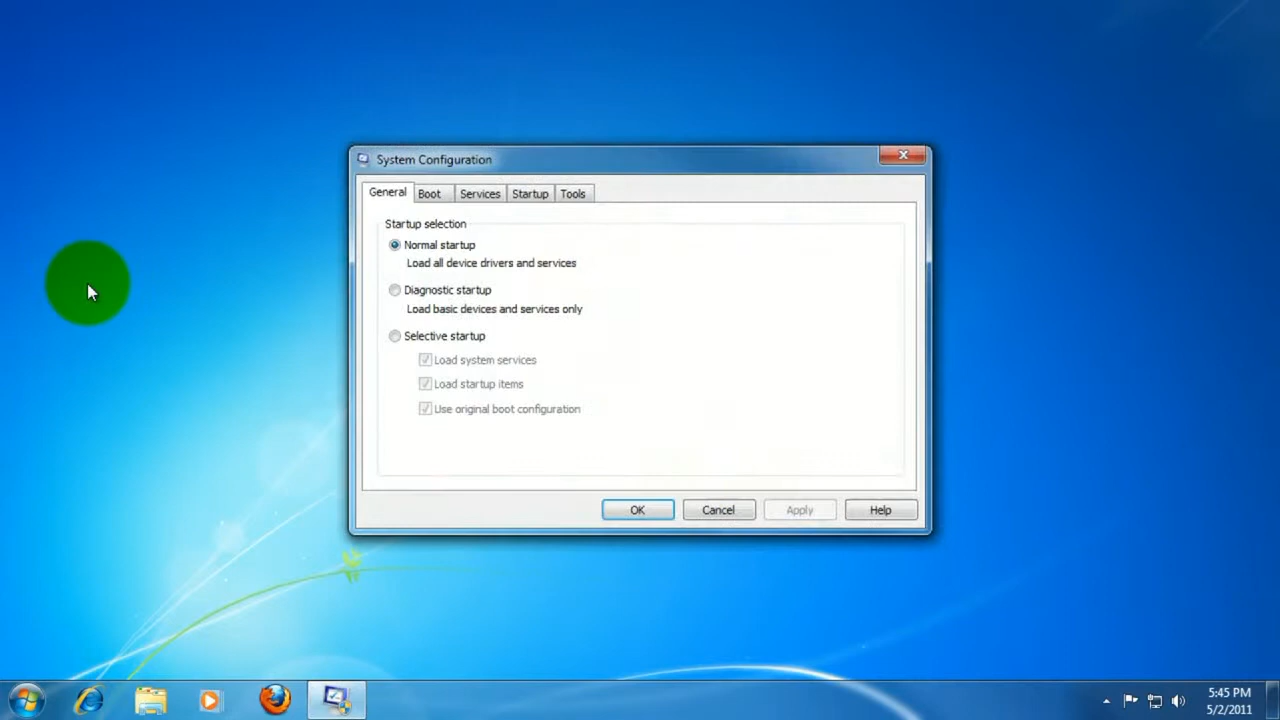 System Configuration
General Boot Services Startup Tools
Startup selection
Normal startup
Load all device drivers and services
Diagnostic startup
Load basic devices and services only
Selective startup
Load system services
Load startup items
Use original boot configuration
OK Cancel Apply Help
5:45 PM
5/2/2011